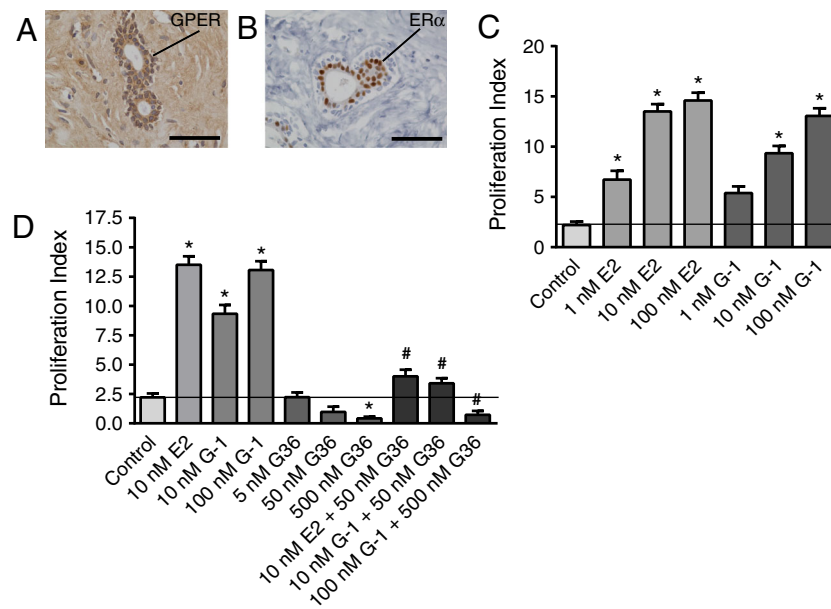 A
GPER
B
ERα
C
Proliferation Index
20
15
10
5
0
*
*
*
*
*
Control
1 nM E2
10 nM E2
100 nM E2
1 nM G-1
10 nM G-1
100 nM G-1
D
Proliferation Index
17.5
15.0
12.5
10.0
7.5
5.0
2.5
0.0
*
*
*
*
#
#
#
Control
10 nM E2
10 nM G-1
100 nM G-1
5 nM G36
50 nM G36
500 nM G36
10 nM E2 + 50 nM G36
10 nM G-1 + 50 nM G36
100 nM G-1 + 500 nM G36